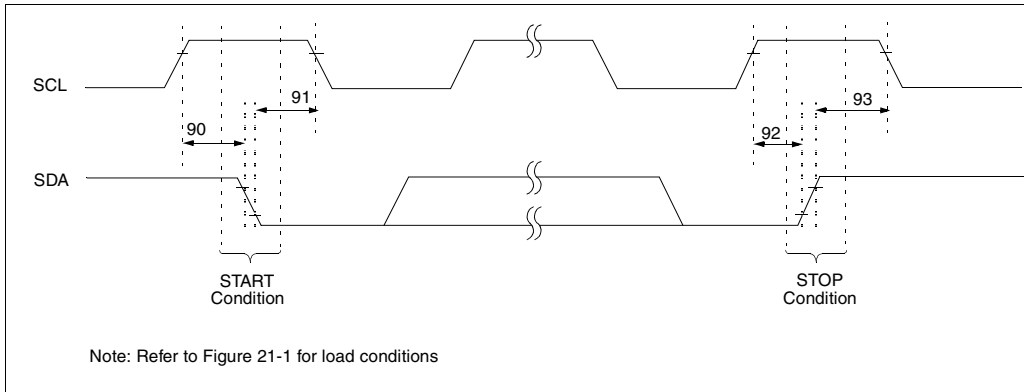 SCL
91
93
90
92
SDA
START
Condition
STOP
Condition
Note: Refer to Figure 21-1 for load conditions